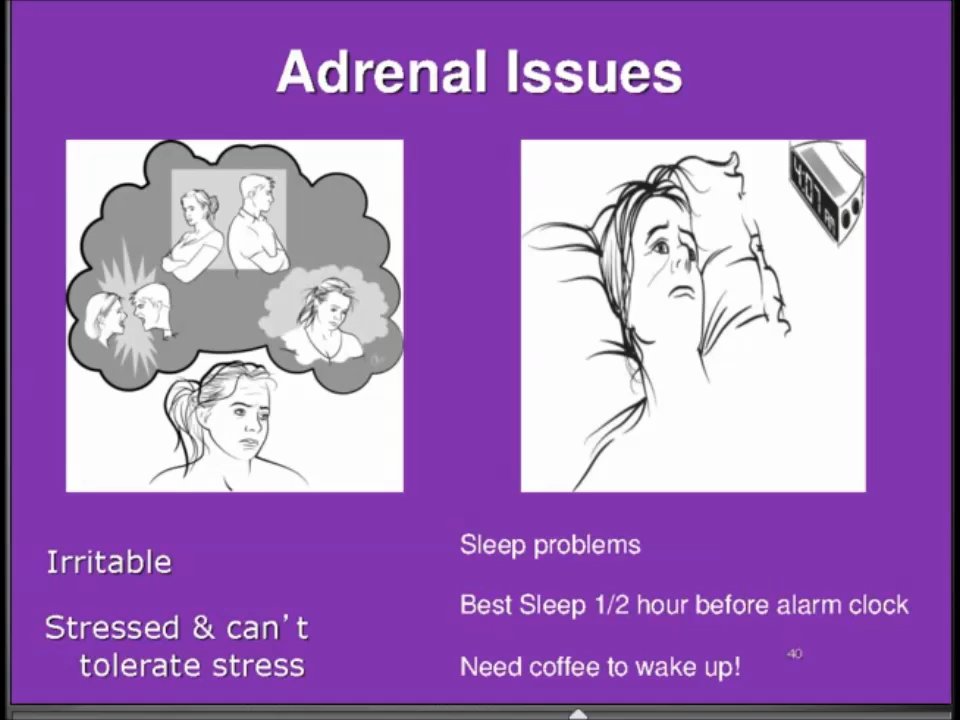 Adrenal Issues
Irritable
Stressed & can't
tolerate stress
Sleep problems
Best Sleep 1/2 hour before alarm clock
Need coffee to wake up!
40